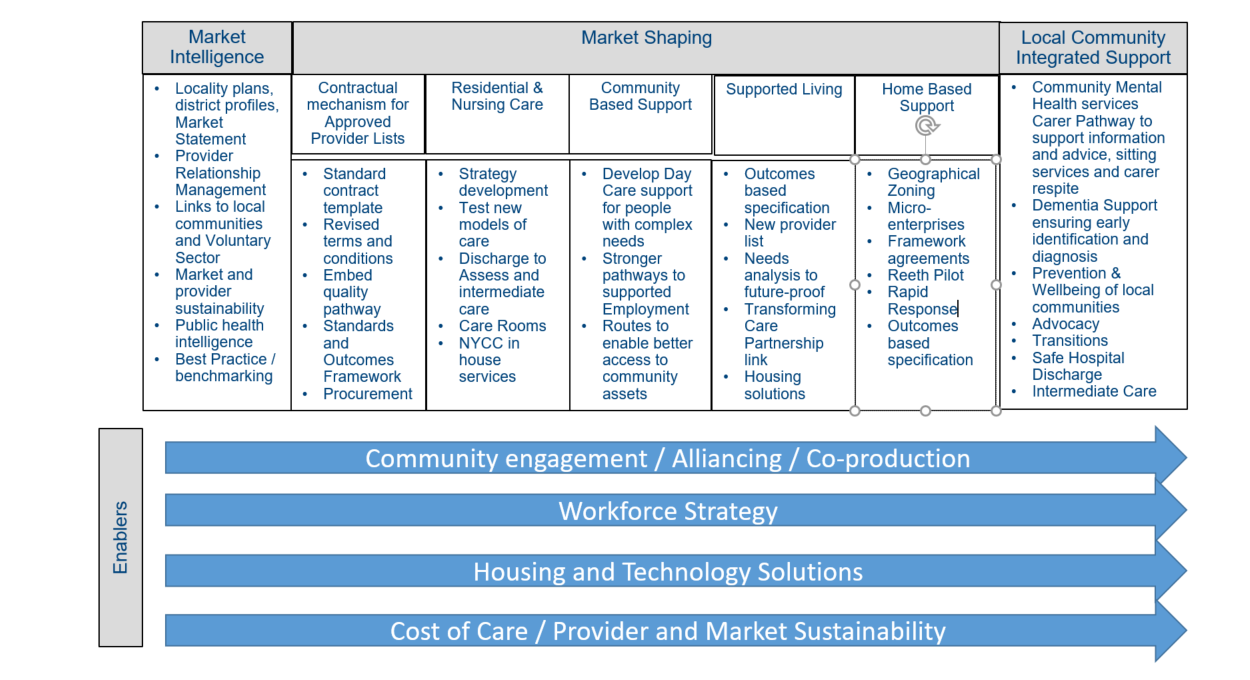 Market
Intelligence
Market Shaping
Local Community
Integrated Support
• Locality plans,
district profiles,
Market
Statement
• Provider
Relationship
Management
• Links to local
communities
and Voluntary
Sector
• Market and
provider
sustainability
• Public health
intelligence
• Best Practice /
benchmarking
Contractual
mechanism for
Approved
Provider Lists
• Standard
contract
template
• Revised
terms and
conditions
• Embed
quality
pathway
• Standards
and
Outcomes
Framework
• Procurement
Residential &
Nursing Care
• Strategy
development
• Test new
models of
care
• Discharge to
Assess and
intermediate
care
• Care Rooms
• NYCC in
house
services
Community
Based Support
• Develop Day
Care support
for people
with complex
needs
• Stronger
pathways to
supported
Employment
• Routes to
enable better
access to
community
assets
Supported Living
• Outcomes
based
specification
• New provider
list
• Needs
analysis to
future-proof
• Transforming
Care
Partnership
link
• Housing
solutions
Home Based
Support
• Geographical
Zoning
• Micro-
enterprises
• Framework
agreements
• Reeth Pilot
• Rapid
Response
• Outcomes
based
specification
• Community Mental
Health services
Carer Pathway to
support information
and advice, sitting
services and carer
respite
• Dementia Support
ensuring early
identification and
diagnosis
• Prevention &
Wellbeing of local
communities
• Advocacy
• Transitions
• Safe Hospital
Discharge
• Intermediate Care
Enablers
Community engagement / Alliancing / Co-production
Workforce Strategy
Housing and Technology Solutions
Cost of Care / Provider and Market Sustainability